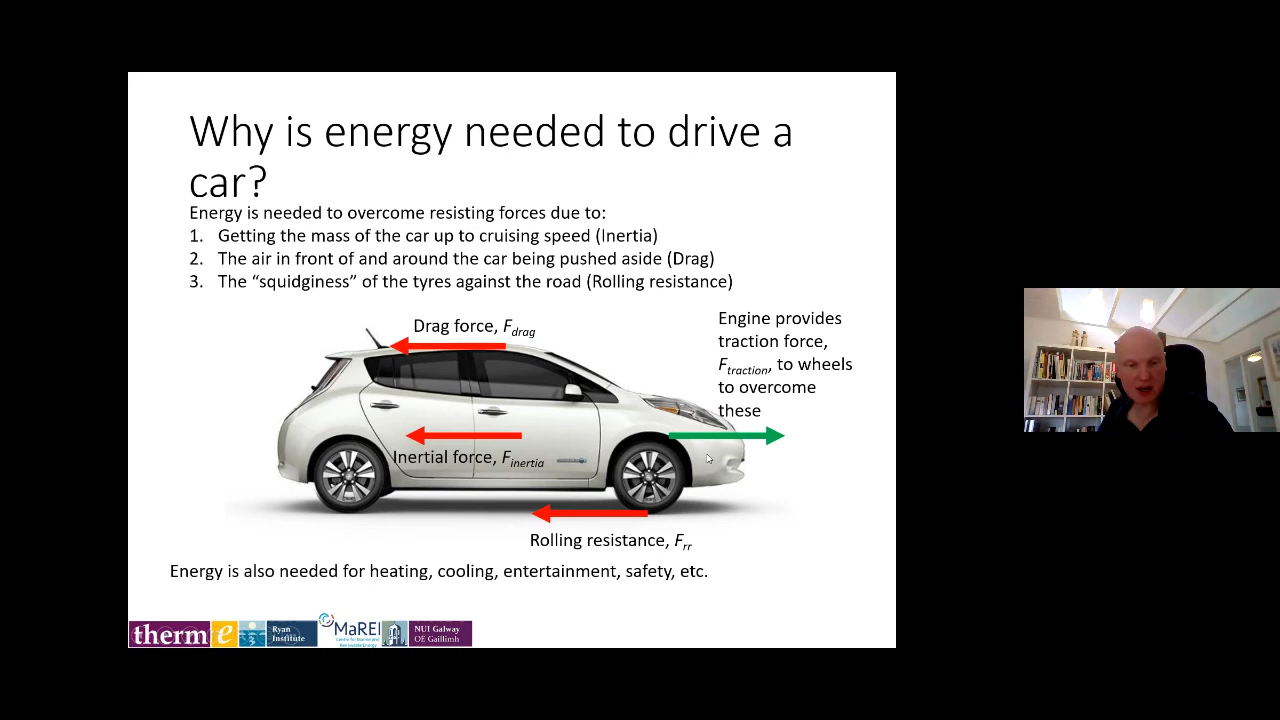 Why is energy needed to drive a
car?
Energy is needed to overcome resisting forces due to:
1. Getting the mass of the car up to cruising speed (Inertia)
2. The air in front of and around the car being pushed aside (Drag)
3. The “squidginess” of the tyres against the road (Rolling resistance)
Drag force, Fdrag
Engine provides
traction force,
Ftraction, to wheels
to overcome
these
Inertial force, Finertia
Rolling resistance, Frr
Energy is also needed for heating, cooling, entertainment, safety, etc.
therm e
Ryan
Institute
MaREI
Centre for Marine and
Renewable Energy
NUI Galway
OÉ Gaillimh